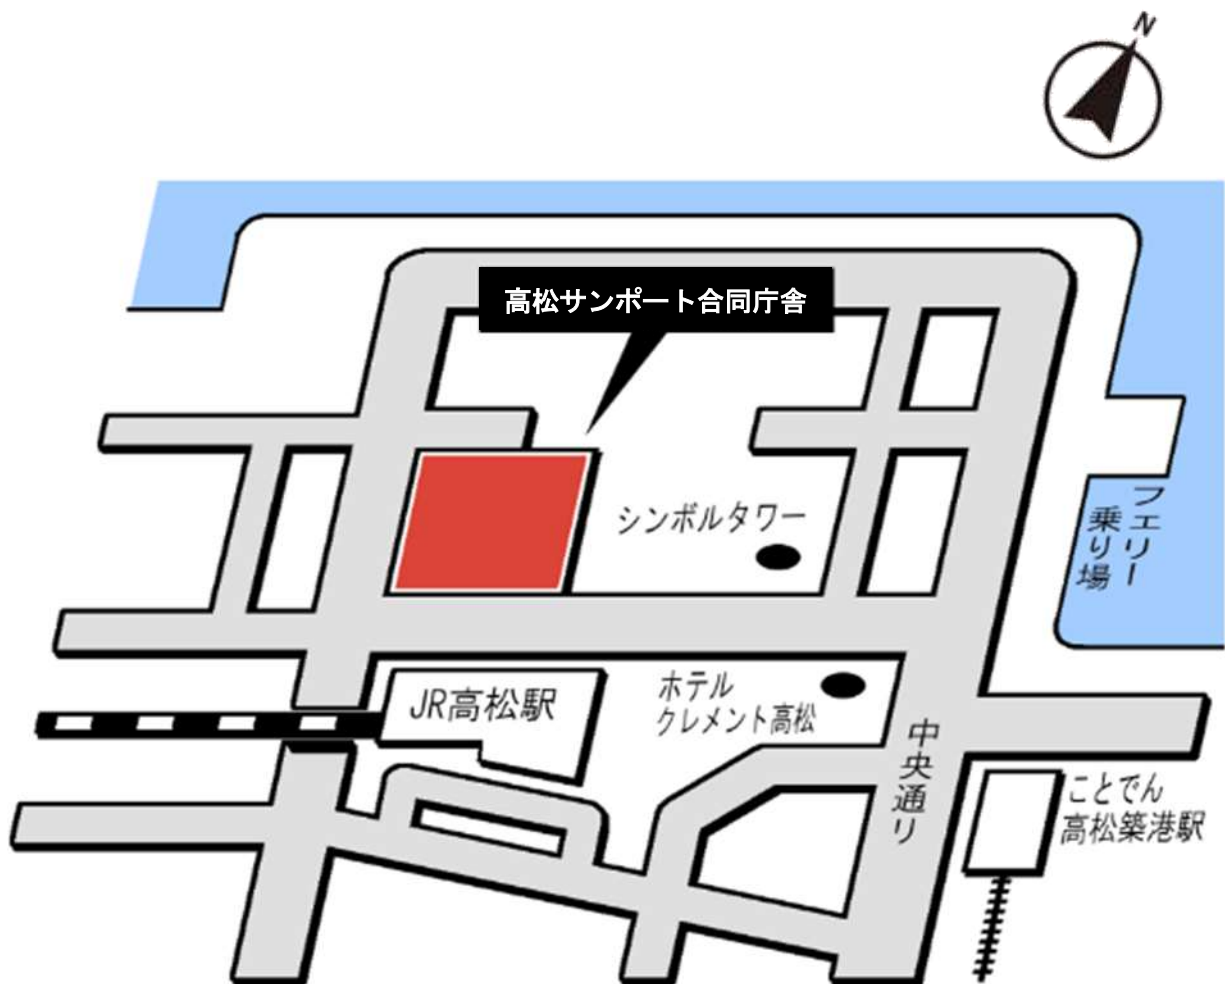 N
高松サンポート合同庁舎
シンボルタワー
フェリー
乗り場
JR高松駅
ホテル
クレメント高松
中央通り
ことでん
高松築港駅